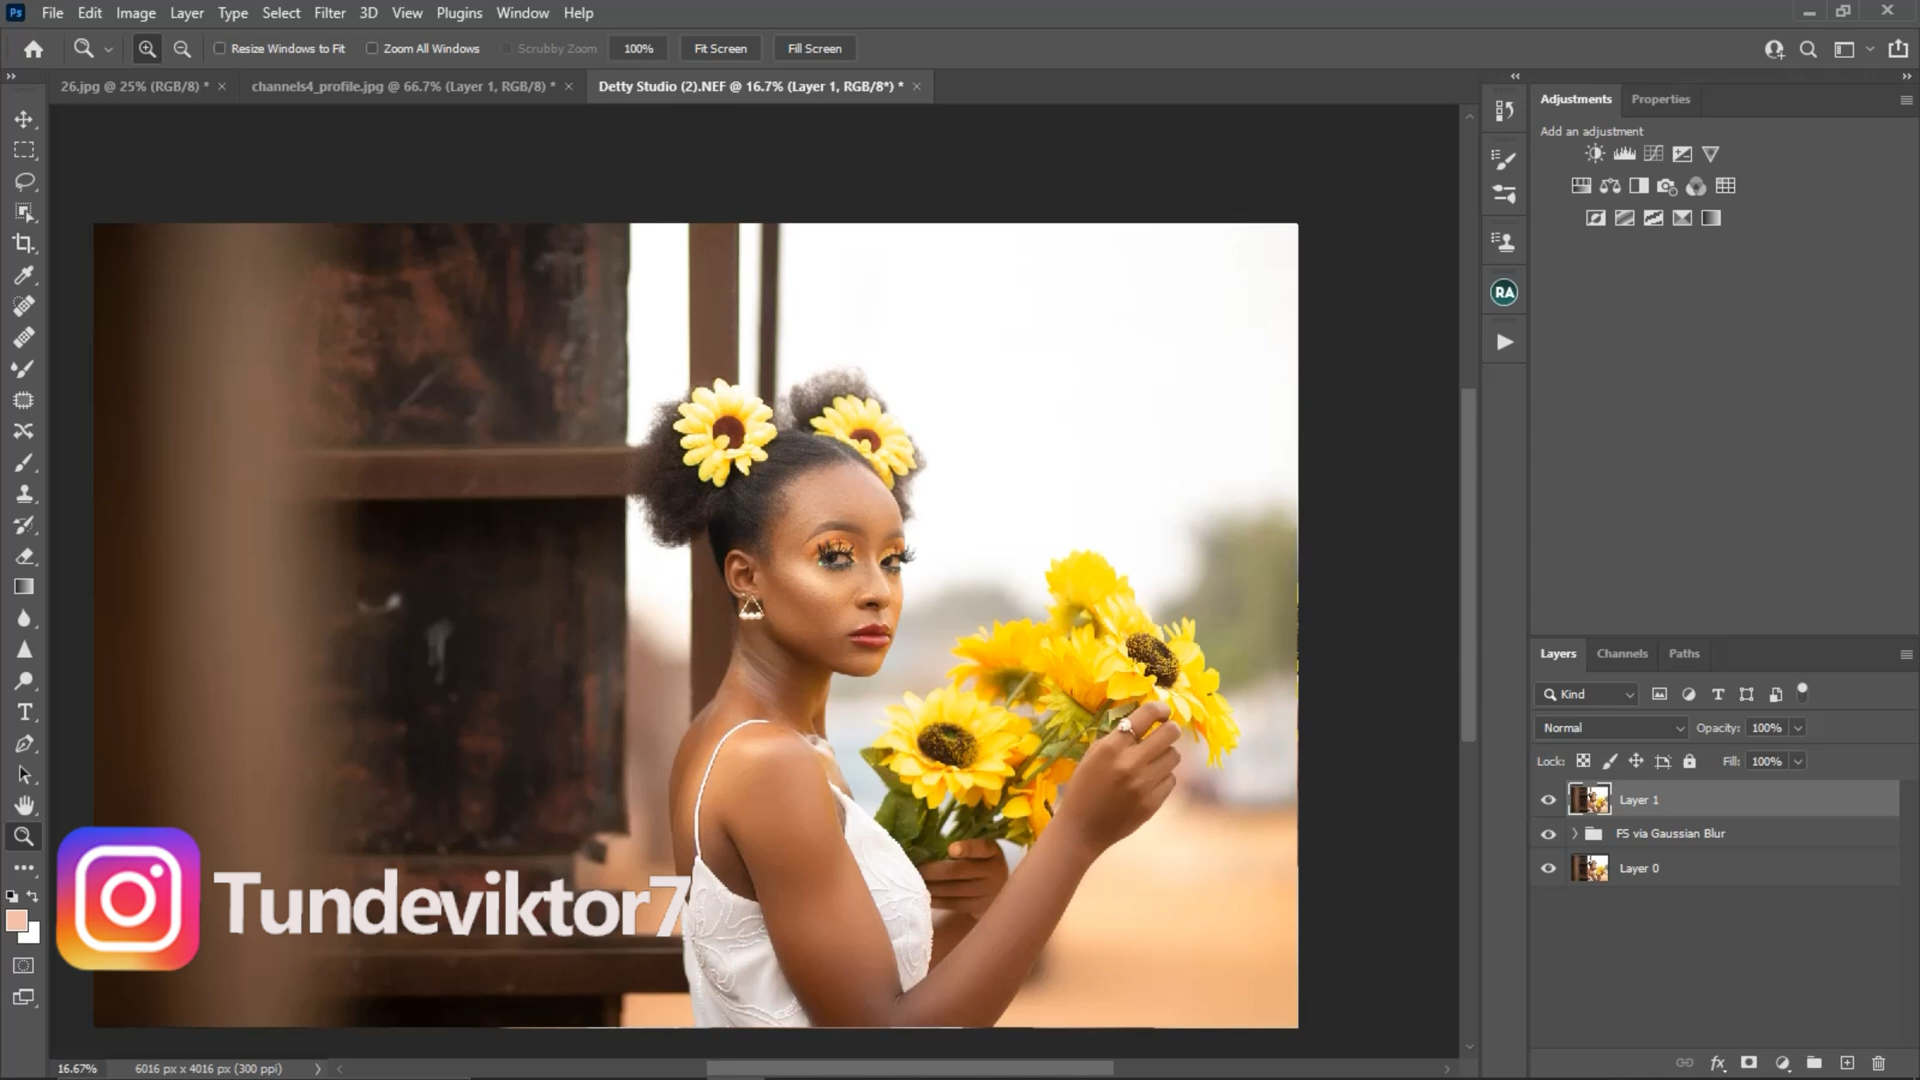 Ps File Edit Image Layer Type Select Filter 3D View Plugins Window Help
Resize Windows to Fit Zoom All Windows Scrubby Zoom 100% Fit Screen Fill Screen
26.jpg @ 25% (RGB/8) * channels4_profile.jpg @ 66.7% (Layer 1, RGB/8) * Detty Studio (2).NEF @ 16.7% (Layer 1, RGB/8*) *
Adjustments Properties
Add an adjustment
RA
Layers Channels Paths
Kind
Normal Opacity: 100%
Lock: Fill: 100%
Layer 1
FS via Gaussian Blur
Layer 0
Tundeviktor7
16.67% 6016 px x 4016 px (300 ppi)
fx